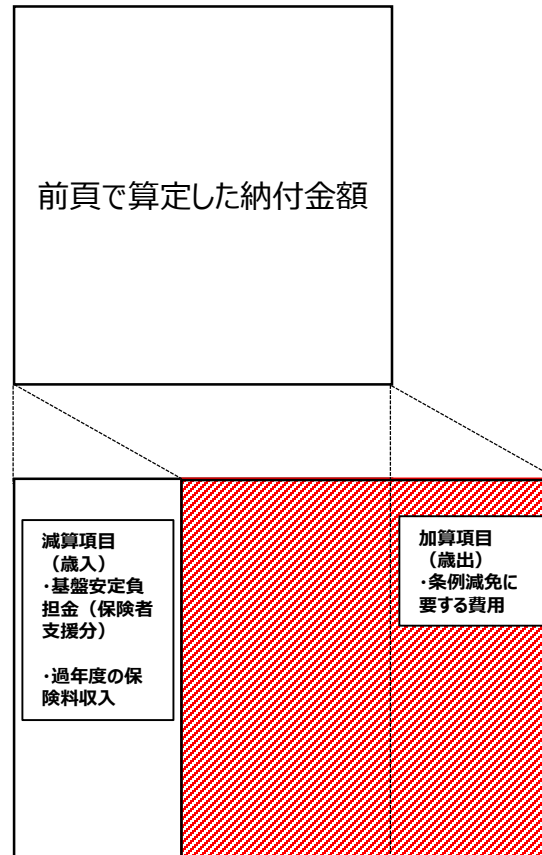 前頁で算定した納付金額
減算項目
（歳入）
・基盤安定負
担金（保険者
支援分）
・過年度の保
険料収入
加算項目
（歳出）
・条例減免に
要する費用